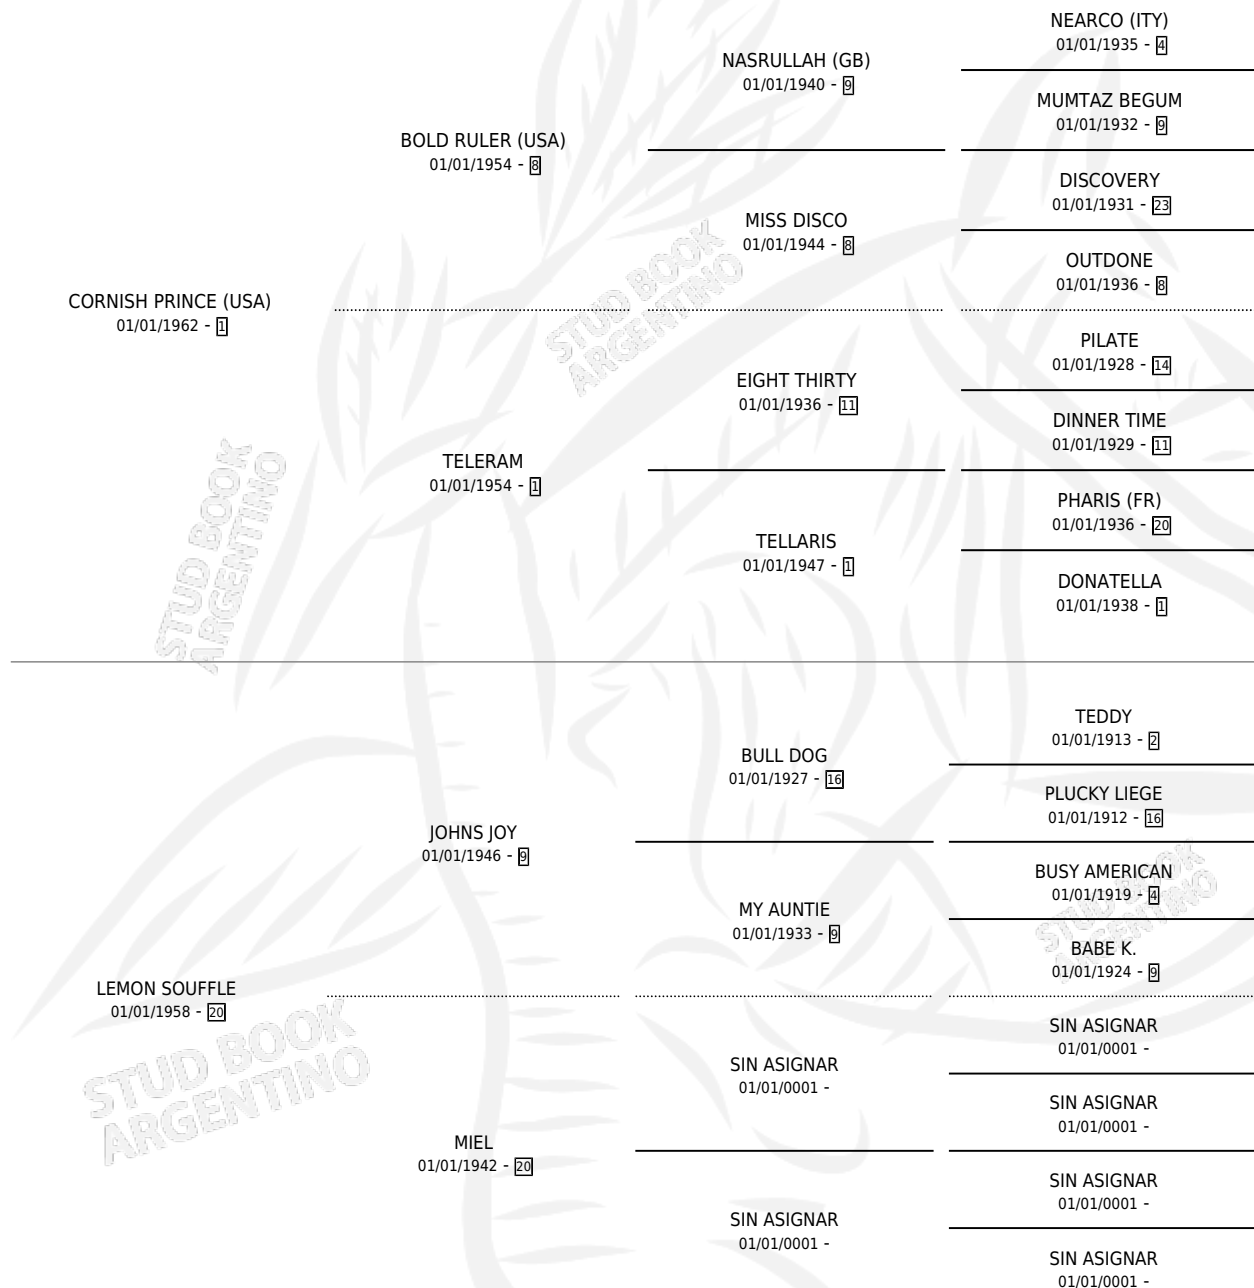 NEARCO (ITY)
01/01/1935 - 4
NASRULLAH (GB)
01/01/1940 - 9
MUMTAZ BEGUM
01/01/1932 - 9
BOLD RULER (USA)
01/01/1954 - 8
DISCOVERY
01/01/1931 - 23
MISS DISCO
01/01/1944 - 8
OUTDONE
01/01/1936 - 8
CORNISH PRINCE (USA)
01/01/1962 - 1
PILATE
01/01/1928 - 14
EIGHT THIRTY
01/01/1936 - 11
DINNER TIME
01/01/1929 - 11
TELERAM
01/01/1954 - 1
PHARIS (FR)
01/01/1936 - 20
TELLARIS
01/01/1947 - 1
DONATELLA
01/01/1938 - 1
TEDDY
01/01/1913 - 2
BULL DOG
01/01/1927 - 16
PLUCKY LIEGE
01/01/1912 - 16
JOHNS JOY
01/01/1946 - 9
BUSY AMERICAN
01/01/1919 - 4
MY AUNTIE
01/01/1933 - 9
BABE K.
01/01/1924 - 9
LEMON SOUFFLE
01/01/1958 - 20
SIN ASIGNAR
01/01/0001 -
SIN ASIGNAR
01/01/0001 -
SIN ASIGNAR
01/01/0001 -
MIEL
01/01/1942 - 20
SIN ASIGNAR
01/01/0001 -
SIN ASIGNAR
01/01/0001 -
SIN ASIGNAR
01/01/0001 -
STUD BOOK
ARGENTINO
STUD BOOK
ARGENTINO
STUD BOOK
ARGENTINO
STUD BOOK
ARGENTINO